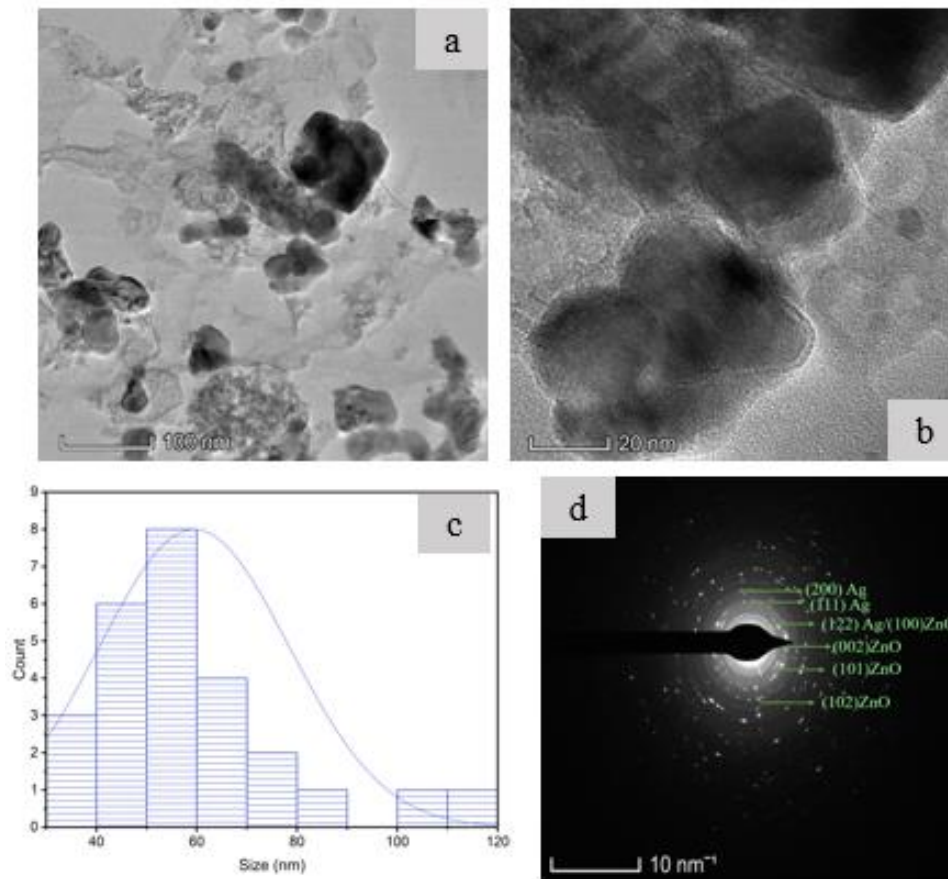 a
100 nm
b
20 nm
c
9
8
7
6
5
4
3
2
1
0
Count
40
60
80
100
120
Size (nm)
d
(200) Ag
(111) Ag
(122) Ag/(100)ZnO
(002)ZnO
(101)ZnO
(102)ZnO
10 nm⁻¹